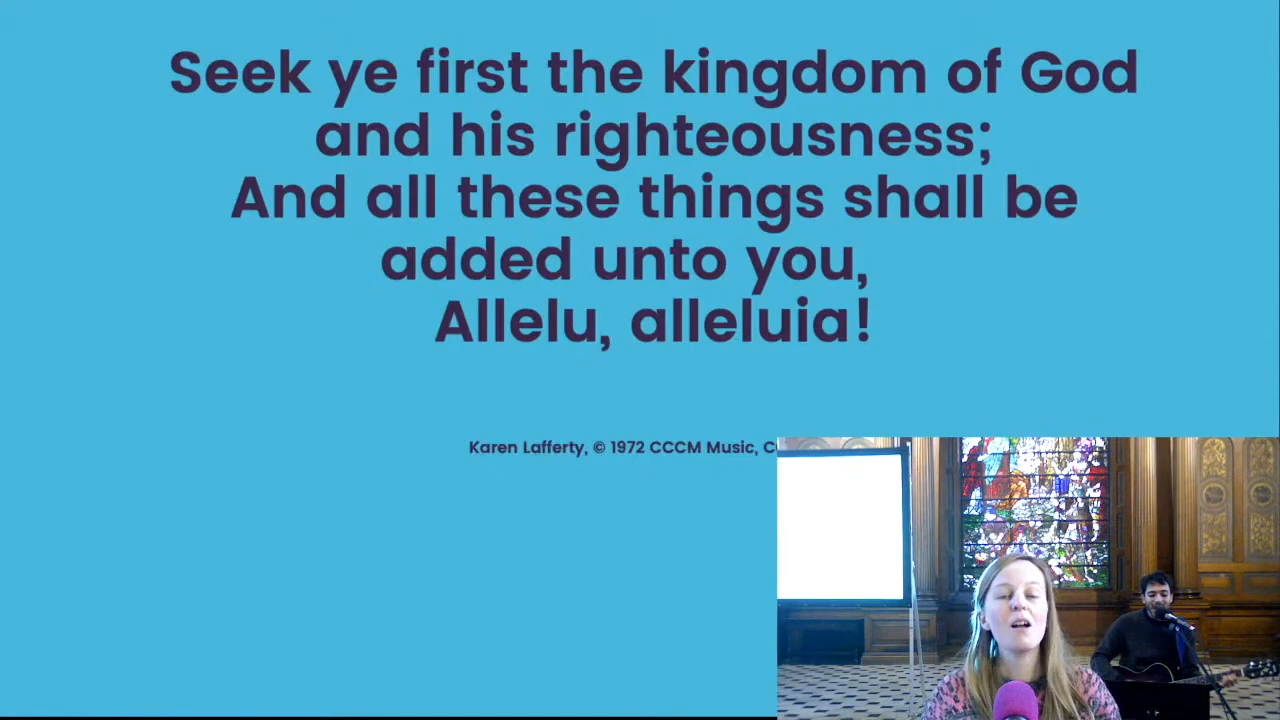 Seek ye first the kingdom of God
and his righteousness;
And all these things shall be
added unto you,
Allelu, alleluia!
Karen Lafferty, © 1972 CCCM Music,